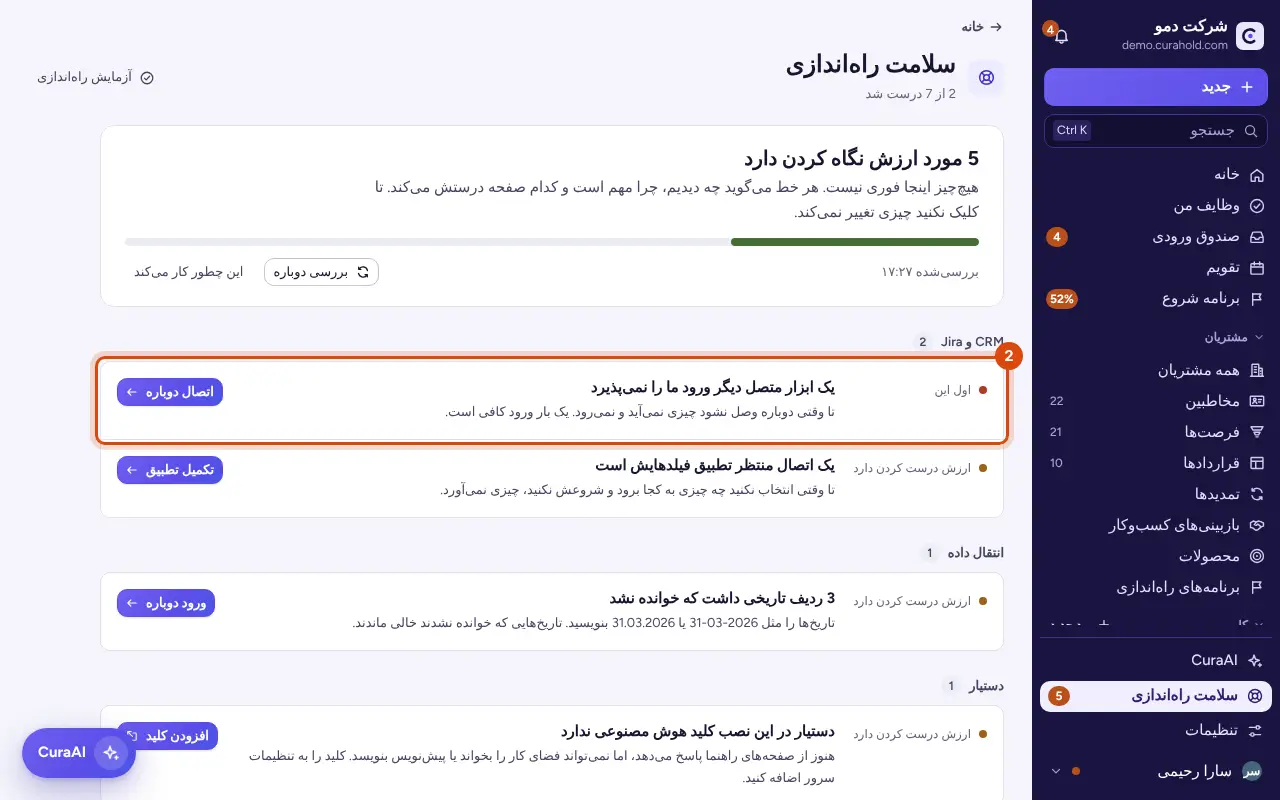 شرکت دمو
demo.curahold.com
4
جدید
جستجو
Ctrl K
خانه
وظایف من
صندوق ورودی
4
تقویم
برنامه شروع
52%
مشتریان
همه مشتریان
مخاطبین
22
فرصت‌ها
21
قراردادها
10
تمدیدها
بازبینی‌های کسب‌وکار
محصولات
برنامه‌های راه‌اندازی
CuraAI
سلامت راه‌اندازی
5
تنظیمات
سر
سارا رحیمی
خانه
سلامت راه‌اندازی
2 از 7 درست شد
آزمایش راه‌اندازی
5 مورد ارزش نگاه کردن دارد
هیچ‌چیز اینجا فوری نیست. هر خط می‌گوید چه دیدیم، چرا مهم است و کدام صفحه درستش می‌کند. تا
کلیک نکنید چیزی تغییر نمی‌کند.
بررسی‌شده ۱۷:۲۷
بررسی دوباره
این چطور کار می‌کند
CRM و Jira
2
2
اول این
یک ابزار متصل دیگر ورود ما را نمی‌پذیرد
تا وقتی دوباره وصل نشود چیزی نمی‌آید و نمی‌رود. یک بار ورود کافی است.
اتصال دوباره
ارزش درست کردن دارد
یک اتصال منتظر تطبیق فیلدهایش است
تا وقتی انتخاب نکنید چه چیزی به کجا برود و شروعش نکنید، چیزی نمی‌آورد.
تکمیل تطبیق
انتقال داده
1
ارزش درست کردن دارد
3 ردیف تاریخی داشت که خوانده نشد
تاریخ‌ها را مثل 2026-03-31 یا 31.03.2026 بنویسید. تاریخ‌هایی که خوانده نشدند خالی ماندند.
ورود دوباره
دستیار
1
ارزش درست کردن دارد
دستیار در این نصب کلید هوش مصنوعی ندارد
هنوز از صفحه‌های راهنما پاسخ می‌دهد، اما نمی‌تواند فضای کار را بخواند یا پیش‌نویس بنویسد. کلید را به تنظیمات
سرور اضافه کنید.
افزودن کلید
CuraAI